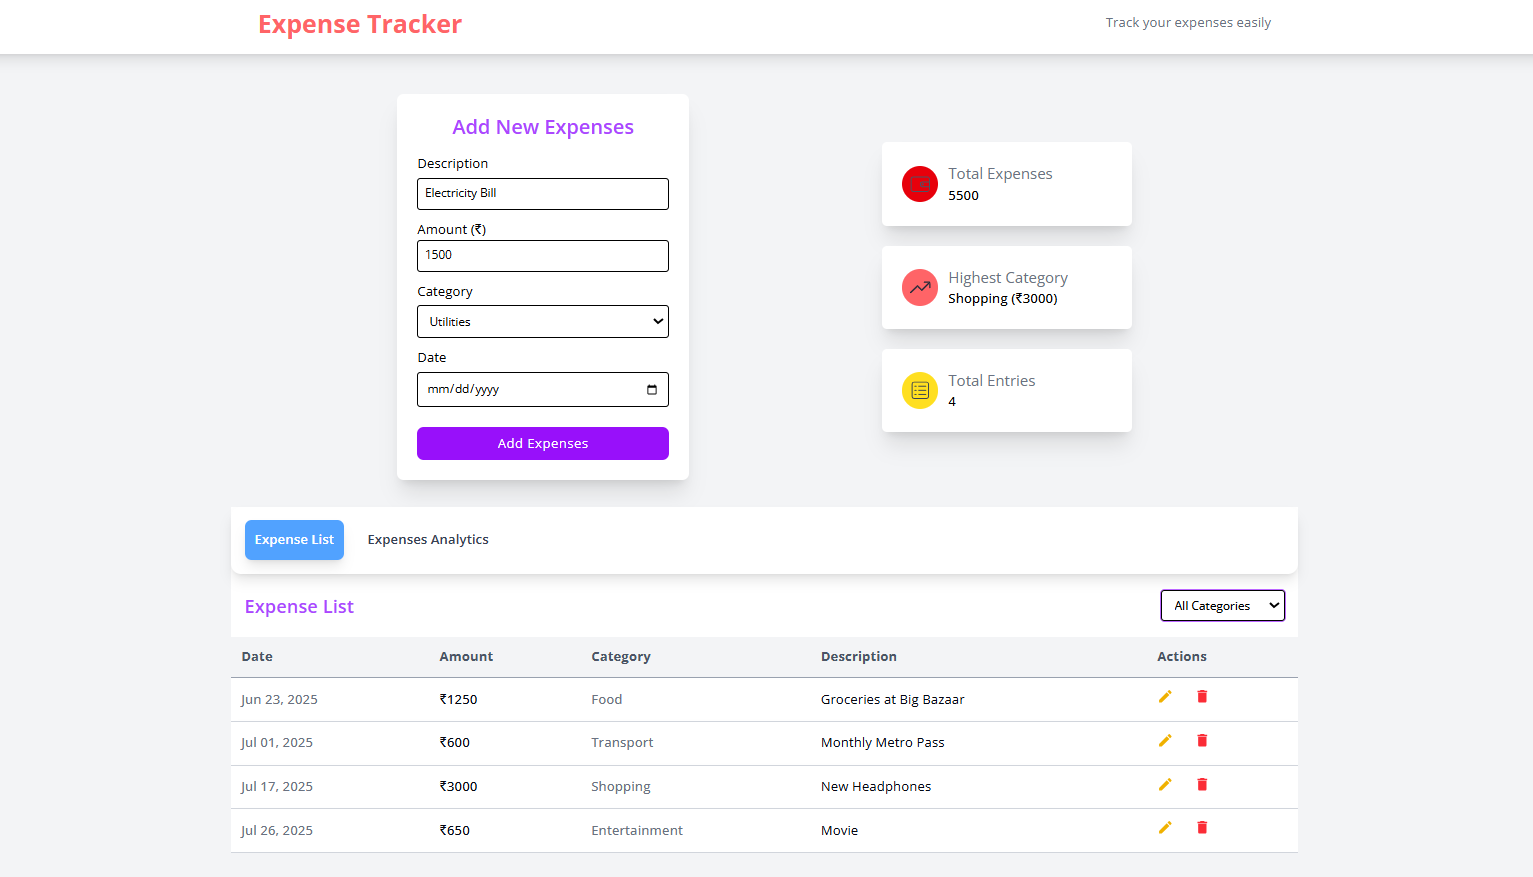 Expense Tracker
Track your expenses easily
Add New Expenses
Description
Electricity Bill
Amount (₹)
1500
Category
Utilities
Date
mm/dd/yyyy
Add Expenses
Total Expenses
5500
Highest Category
Shopping (₹3000)
Total Entries
4
Expense List Expenses Analytics
Expense List All Categories
Date Amount Category Description Actions
Jun 23, 2025 ₹1250 Food Groceries at Big Bazaar
Jul 01, 2025 ₹600 Transport Monthly Metro Pass
Jul 17, 2025 ₹3000 Shopping New Headphones
Jul 26, 2025 ₹650 Entertainment Movie